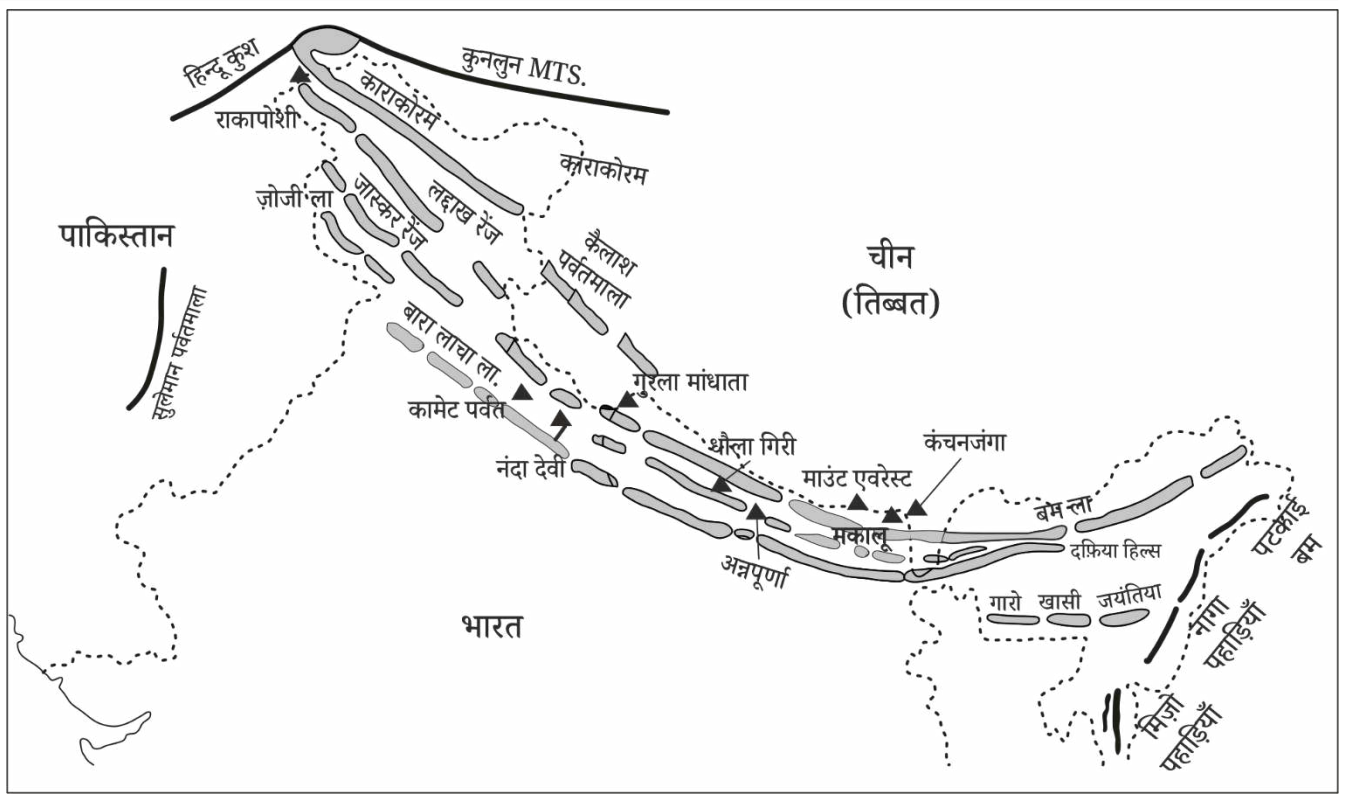 हिन्दू कुश
कुनलुन MTS.
काराकोरम
राकापोशी
काराकोरम
ज़ोजी ला
जास्कर रेंज
लद्दाख रेंज
पाकिस्तान
कैलाश
पर्वतमाला
चीन
(तिब्बत)
सुलेमान पर्वतमाला
बारा लाचा ला.
गुरला मांधाता
कामेट पर्वत
नंदा देवी
धौला गिरी
माउंट एवरेस्ट
कंचनजंगा
मकालू
बम ला
दफ़िया हिल्स
पटकाई
बम
अन्नपूर्णा
गारो
खासी
जयंतिया
भारत
नागा
पहाड़ियाँ
मिज़ो
पहाड़ियाँ